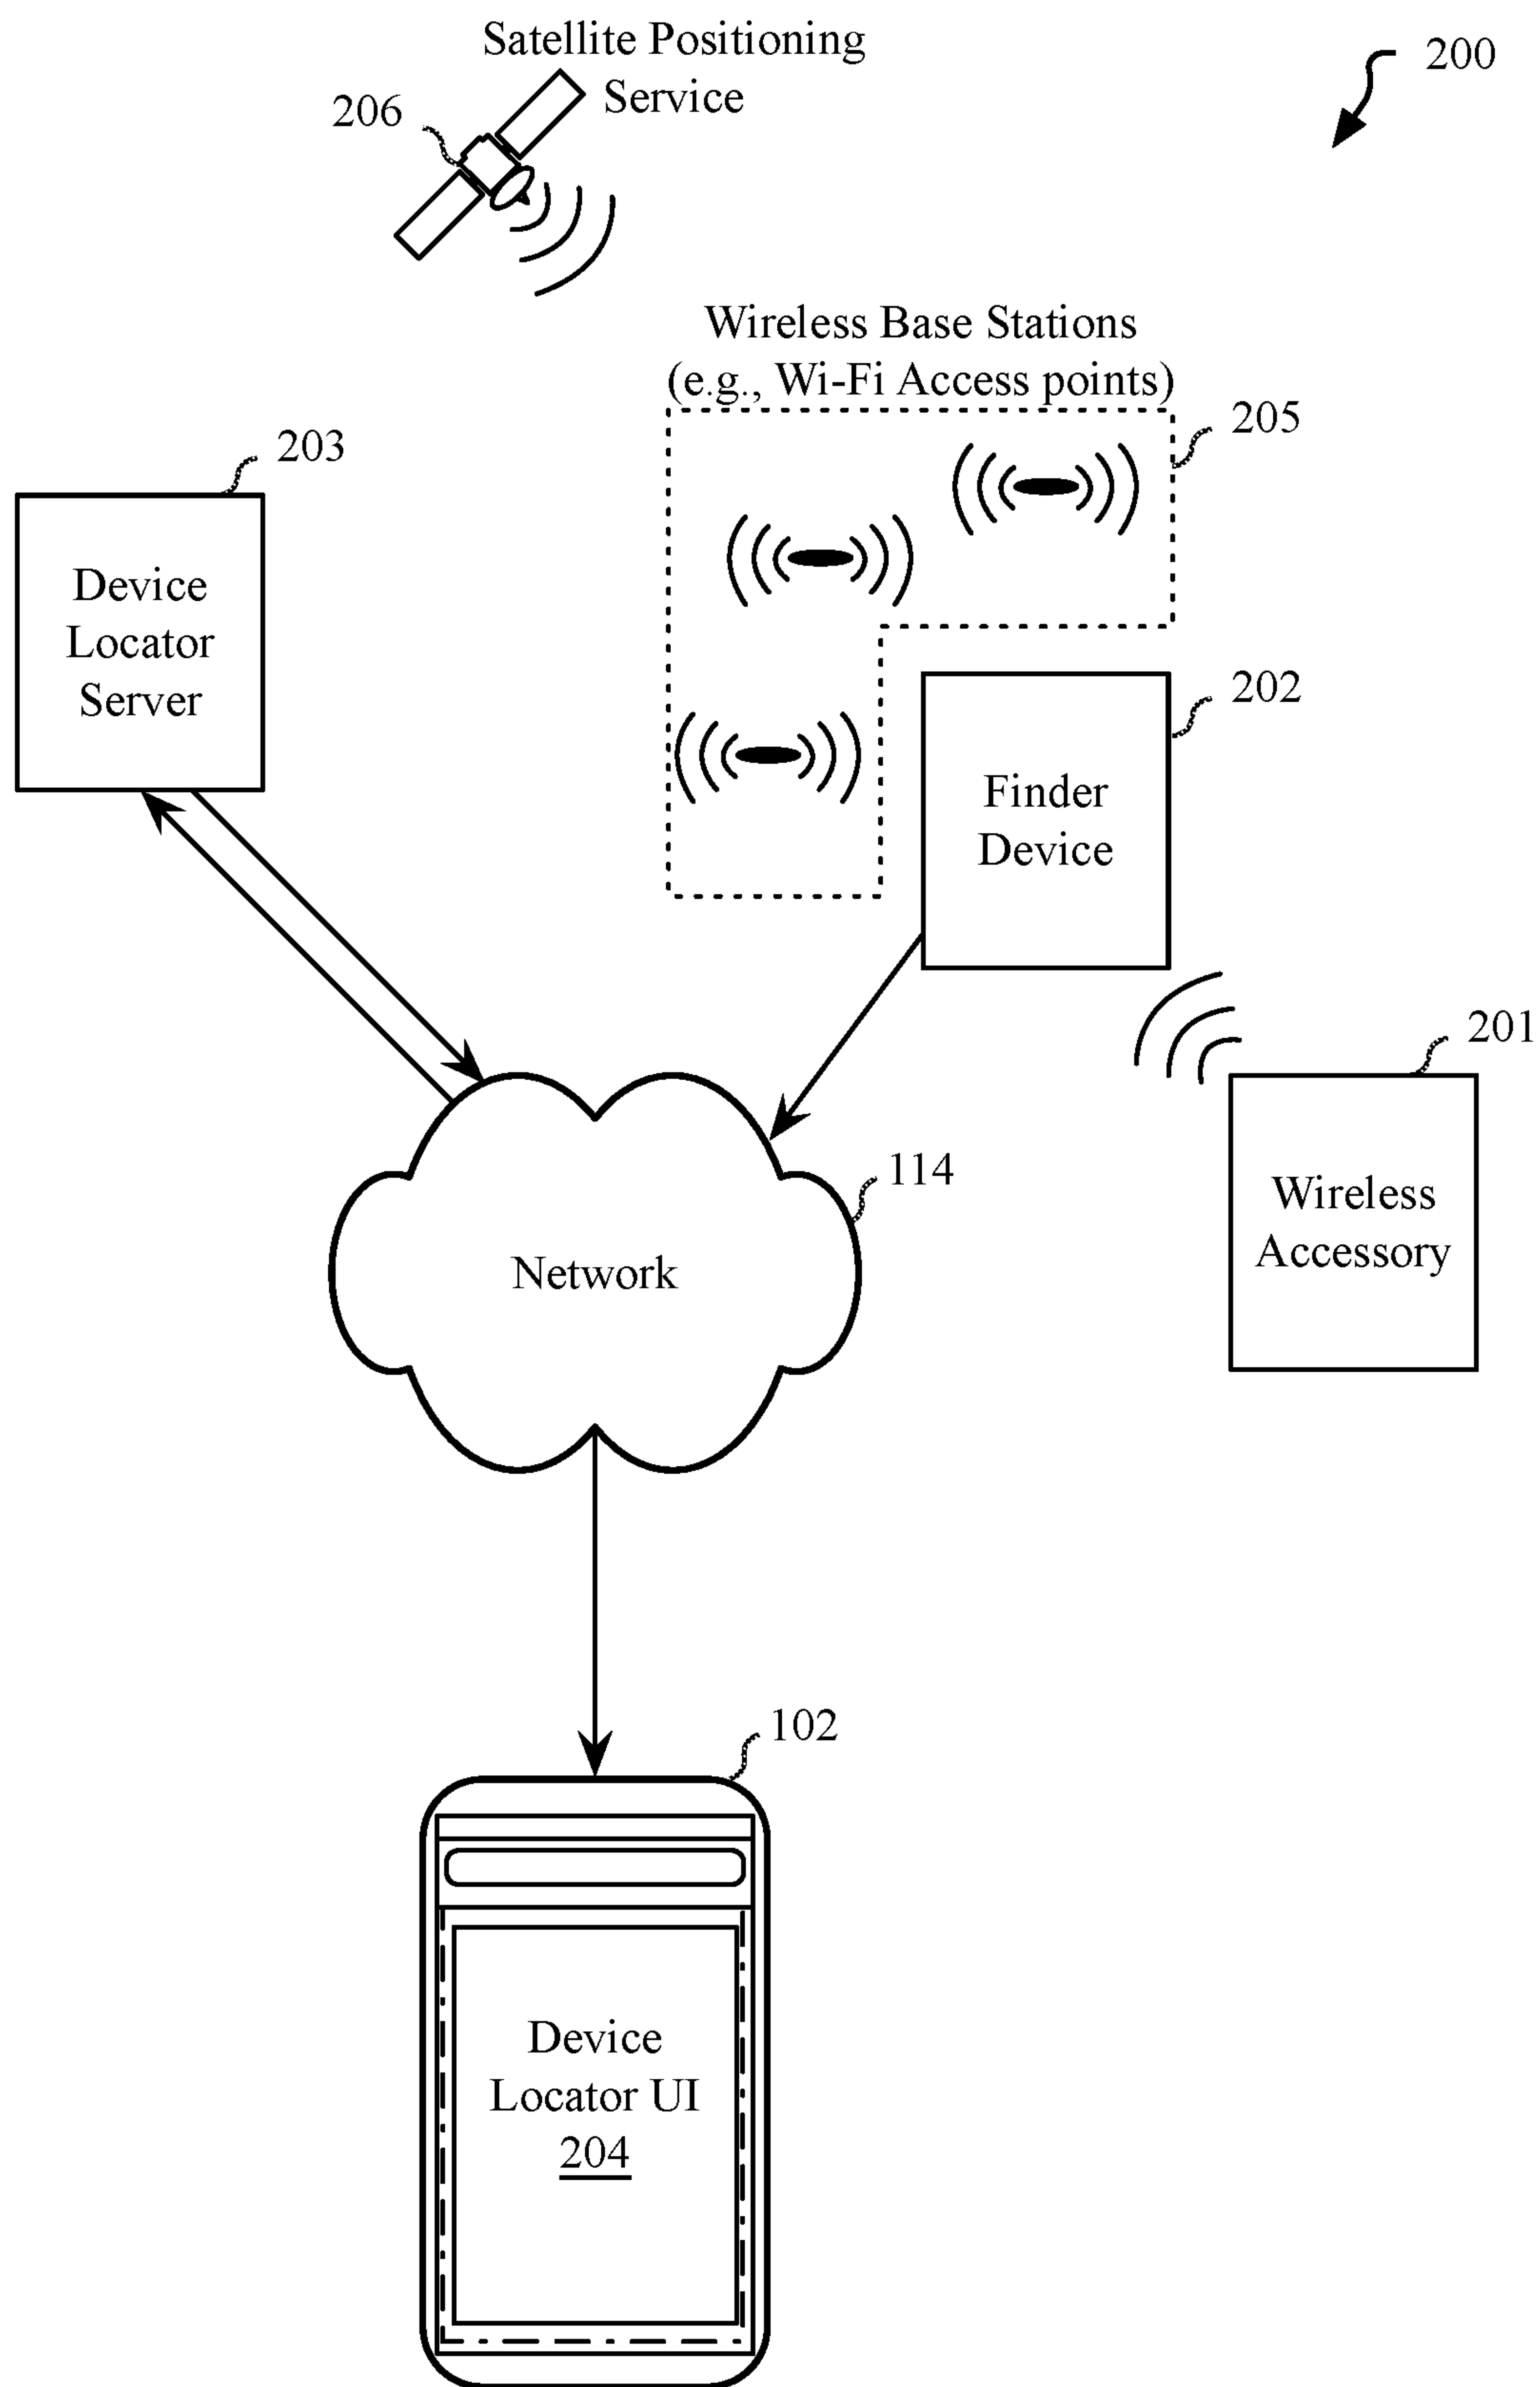 Satellite Positioning
Service
200
206
Wireless Base Stations
(e.g., Wi-Fi Access points)
205
203
Device
Locator
Server
202
Finder
Device
201
Wireless
Accessory
114
Network
102
Device
Locator UI
204